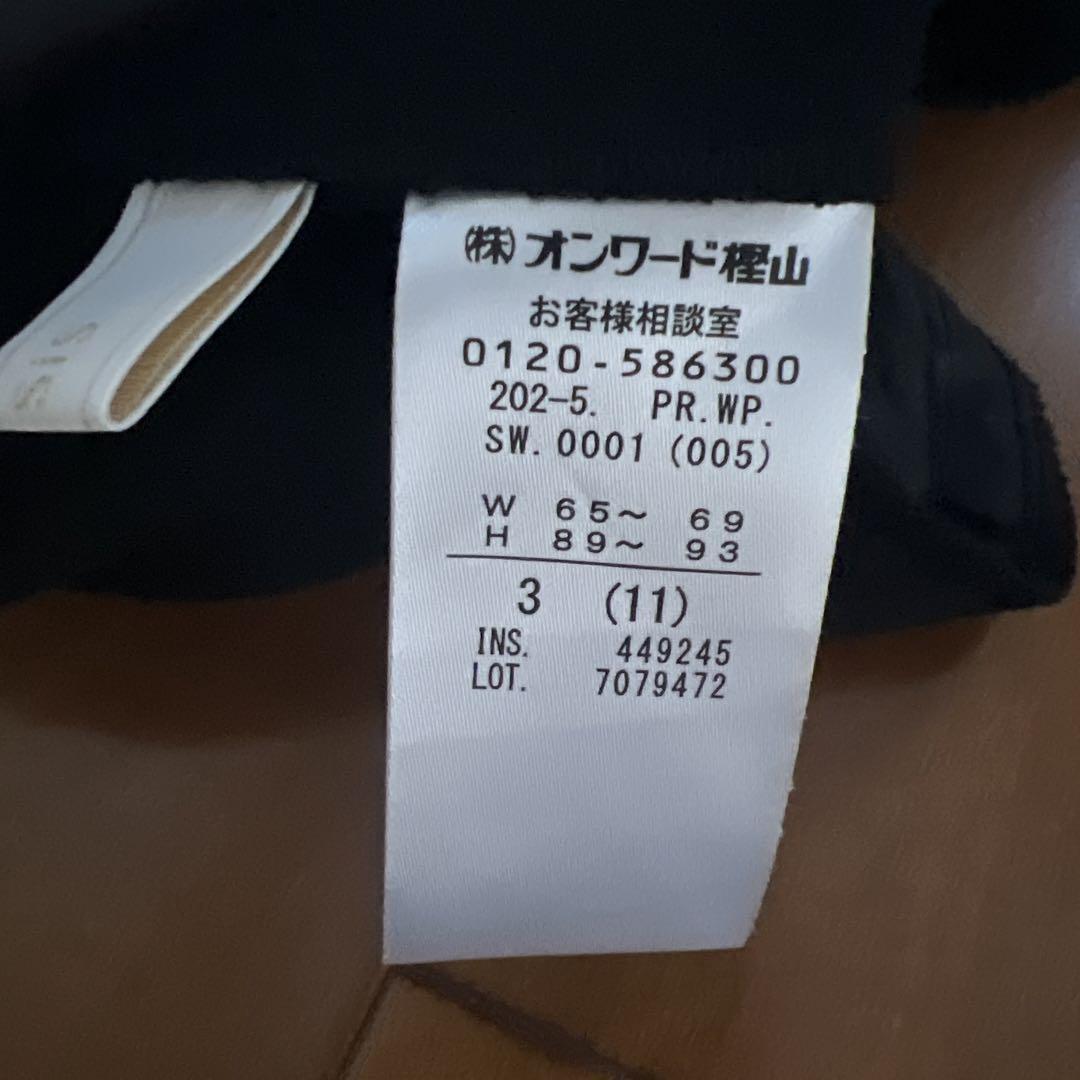 ㈱オンワード樫山
お客様相談室
0120-586300
202-5. PR.WP.
SW. 0001 (005)
W 65～ 69
H 89～ 93
3 (11)
INS. 449245
LOT. 7079472